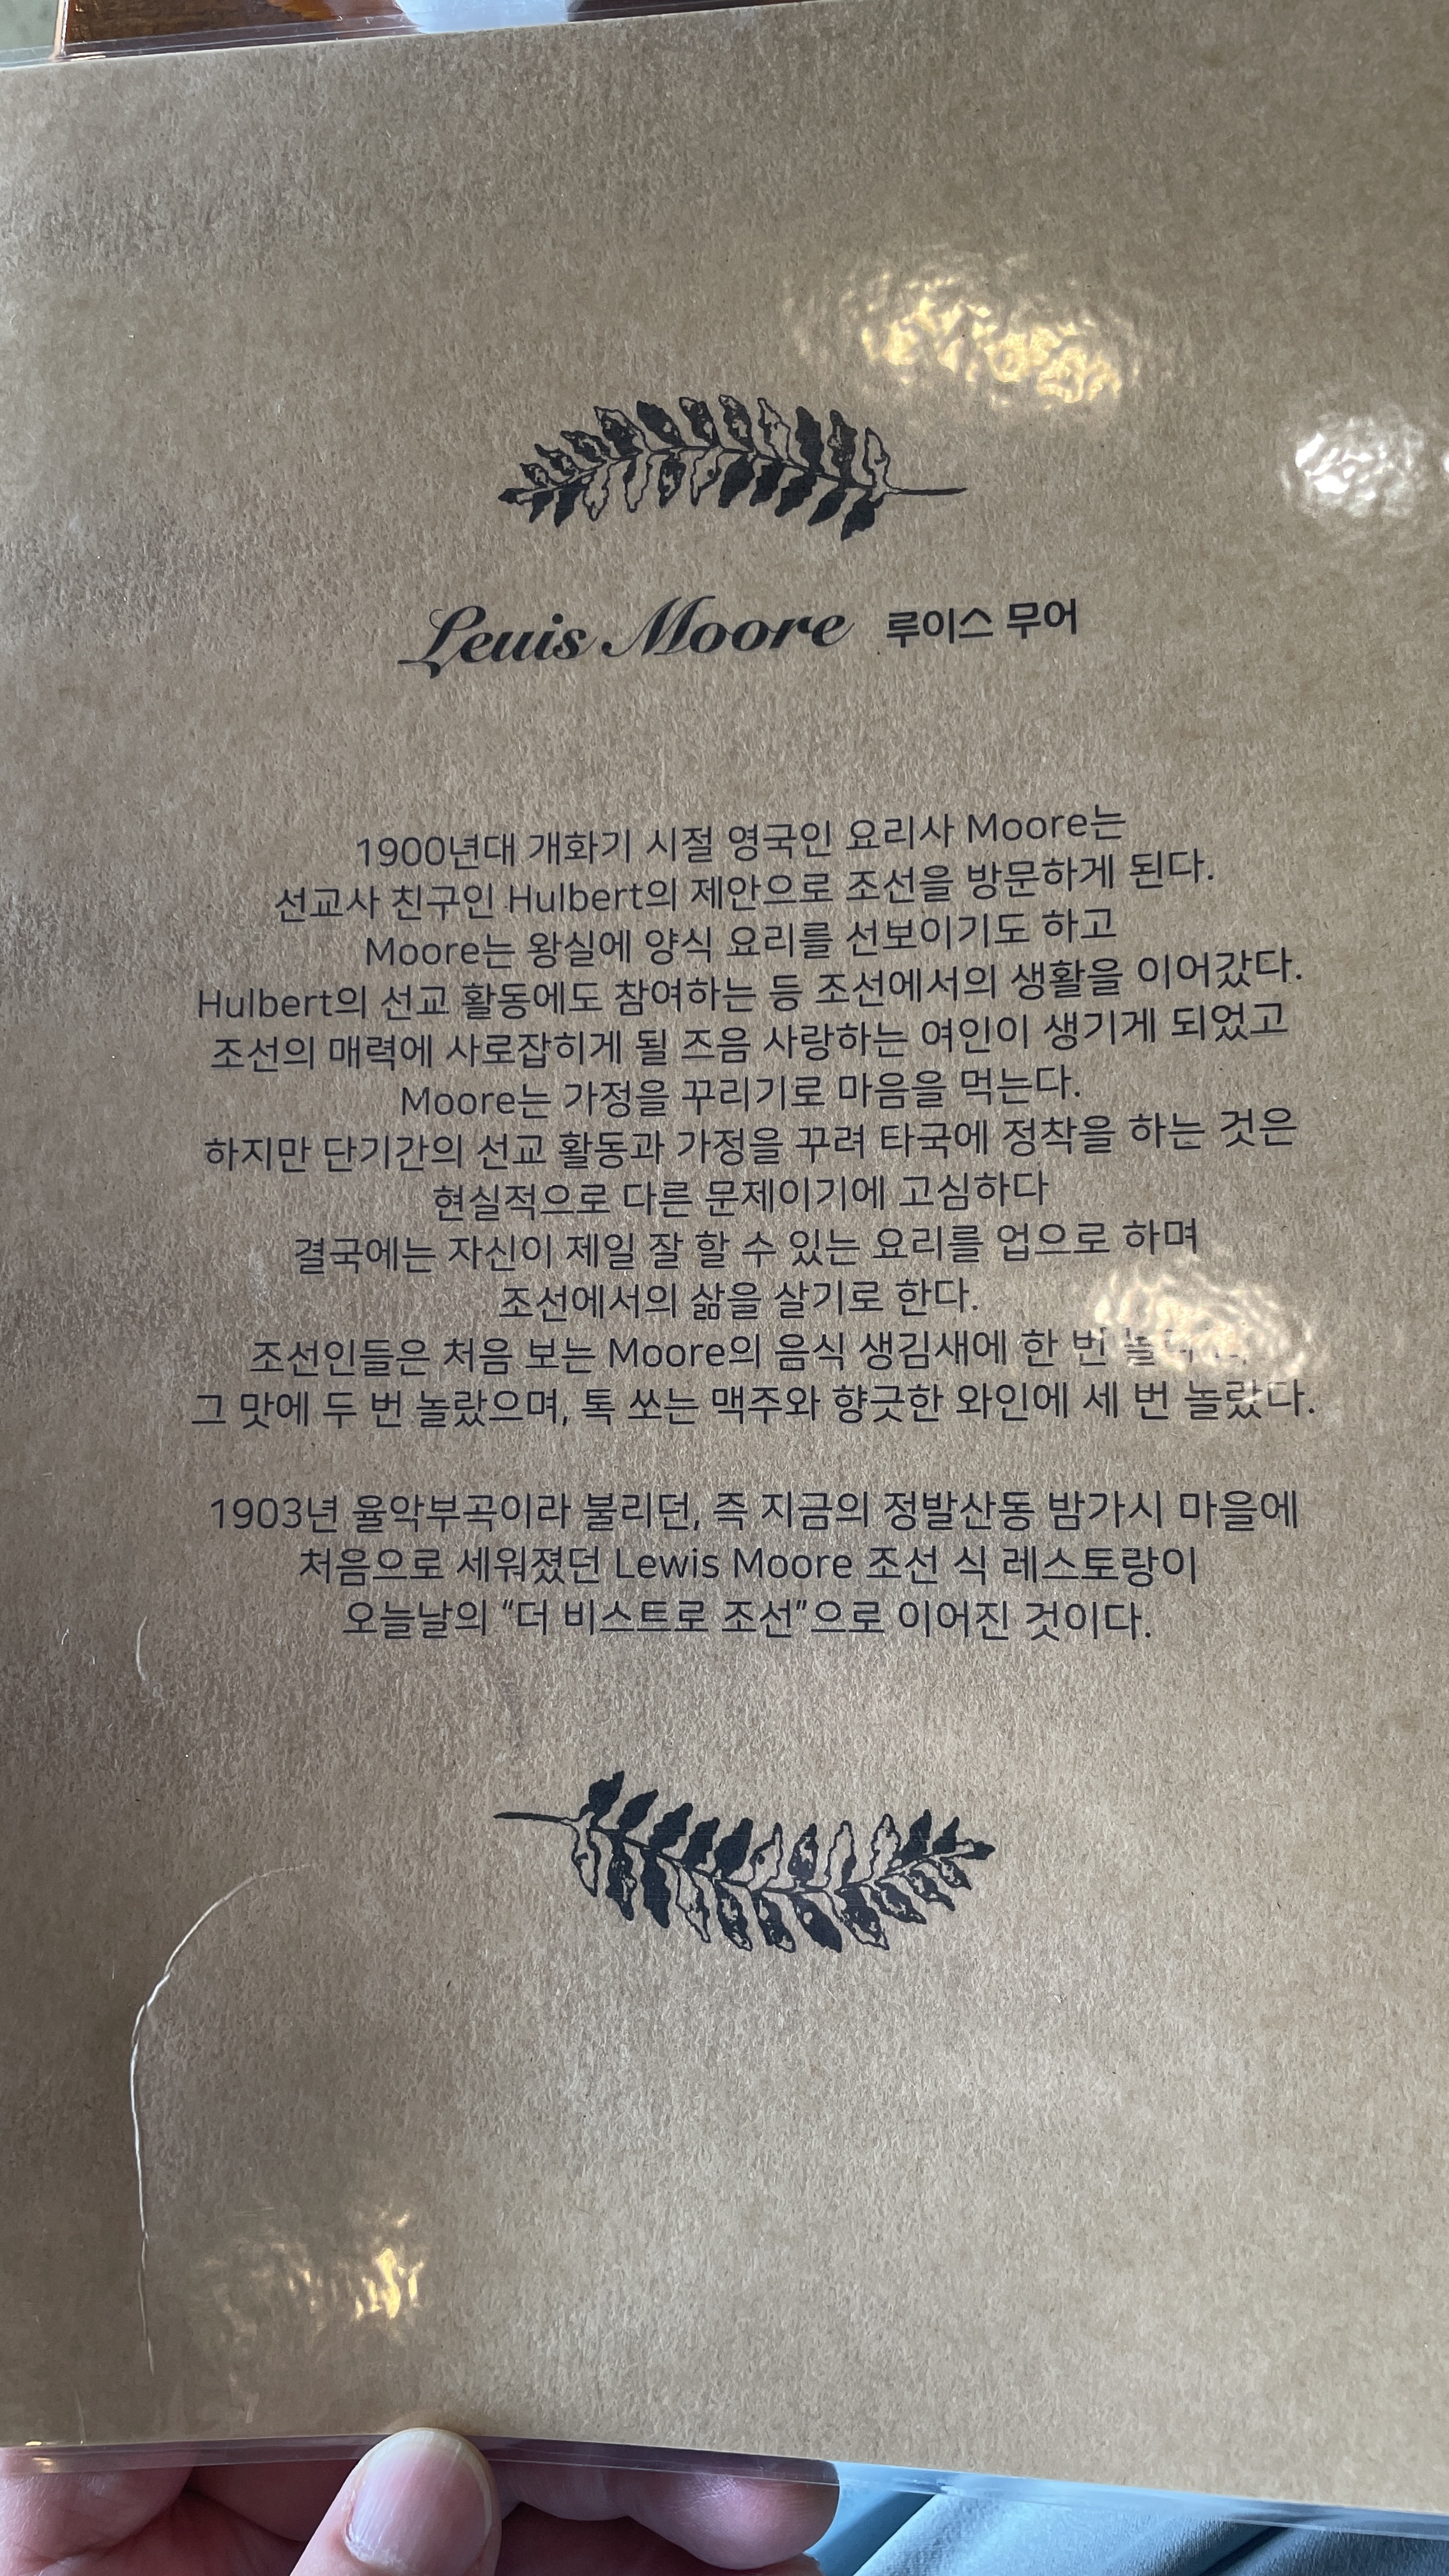 Lewis Moore 루이스 무어
1900년대 개화기 시절 영국인 요리사 Moore는
선교사 친구인 Hulbert의 제안으로 조선을 방문하게 된다.
Moore는 왕실에 양식 요리를 선보이기도 하고
Hulbert의 선교 활동에도 참여하는 등 조선에서의 생활을 이어갔다.
조선의 매력에 사로잡히게 될 즈음 사랑하는 여인이 생기게 되었고
Moore는 가정을 꾸리기로 마음을 먹는다.
하지만 단기간의 선교 활동과 가정을 꾸려 타국에 정착을 하는 것은
현실적으로 다른 문제이기에 고심하다
결국에는 자신이 제일 잘 할 수 있는 요리를 업으로 하며
조선에서의 삶을 살기로 한다.
조선인들은 처음 보는 Moore의 음식 생김새에 한 번
그 맛에 두 번 놀랐으며, 톡 쏘는 맥주와 향긋한 와인에 세 번 놀랐다.
1903년 율악부곡이라 불리던, 즉 지금의 정발산동 밤가시 마을에
처음으로 세워졌던 Lewis Moore 조선 식 레스토랑이
오늘날의 “더 비스트로 조선”으로 이어진 것이다.